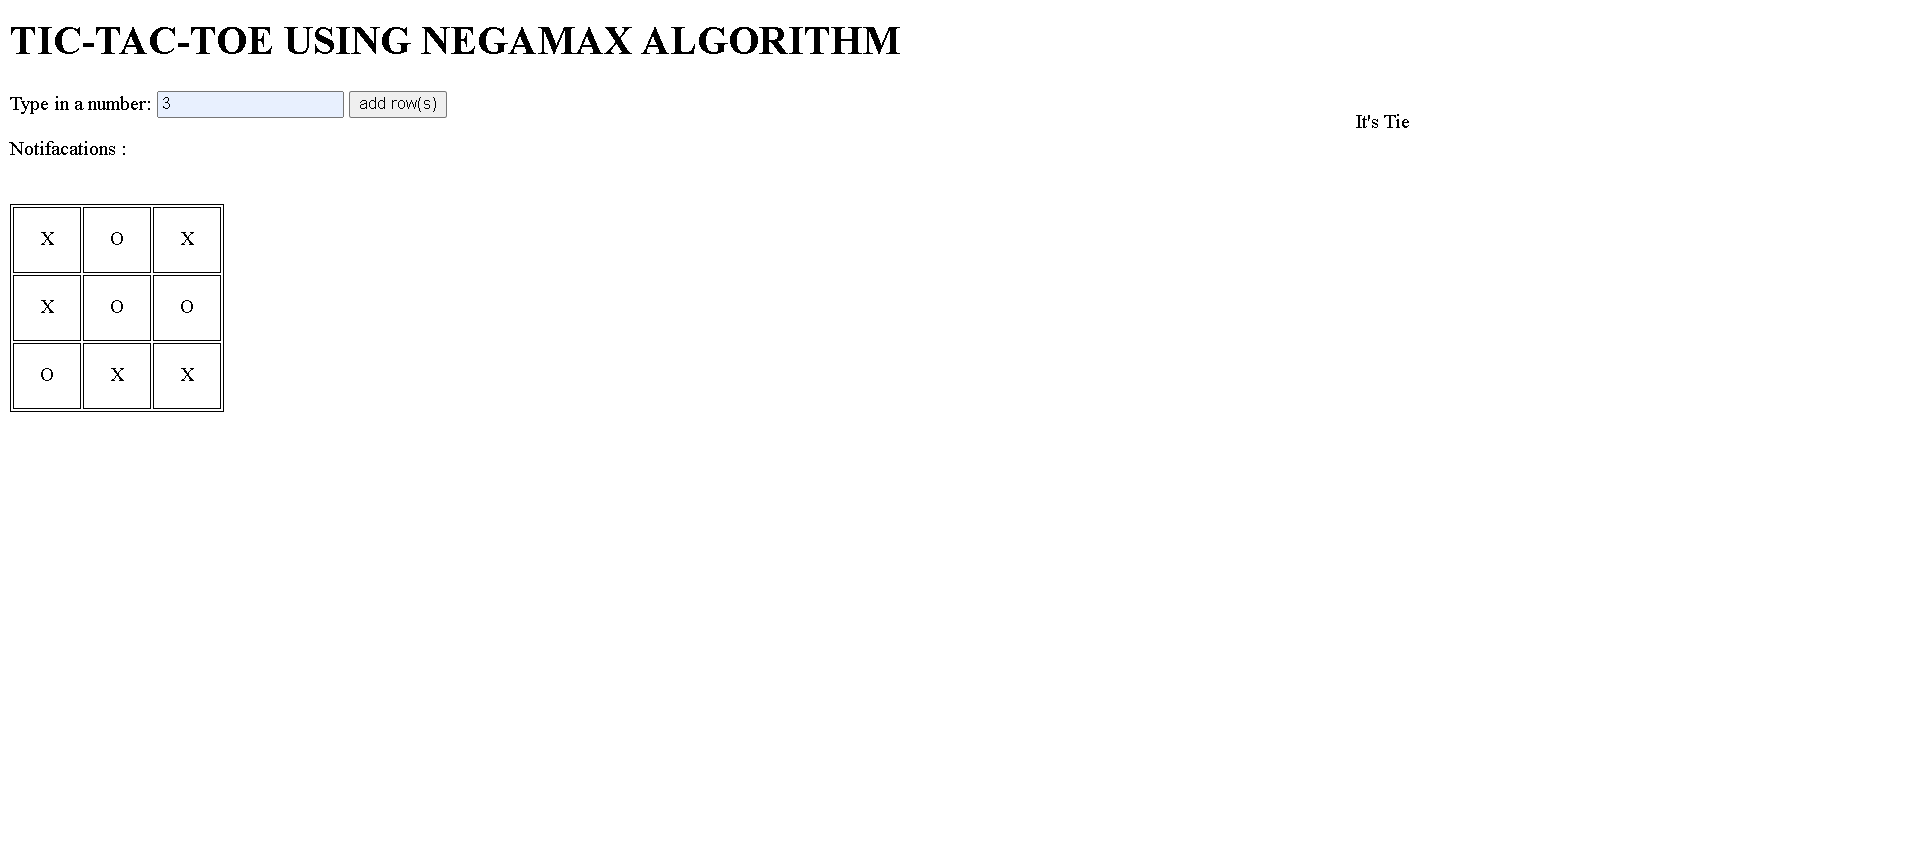 TIC-TAC-TOE USING NEGAMAX ALGORITHM
Type in a number: 3 add row(s)
It's Tie
Notifacations :
X O X
X O O
O X X